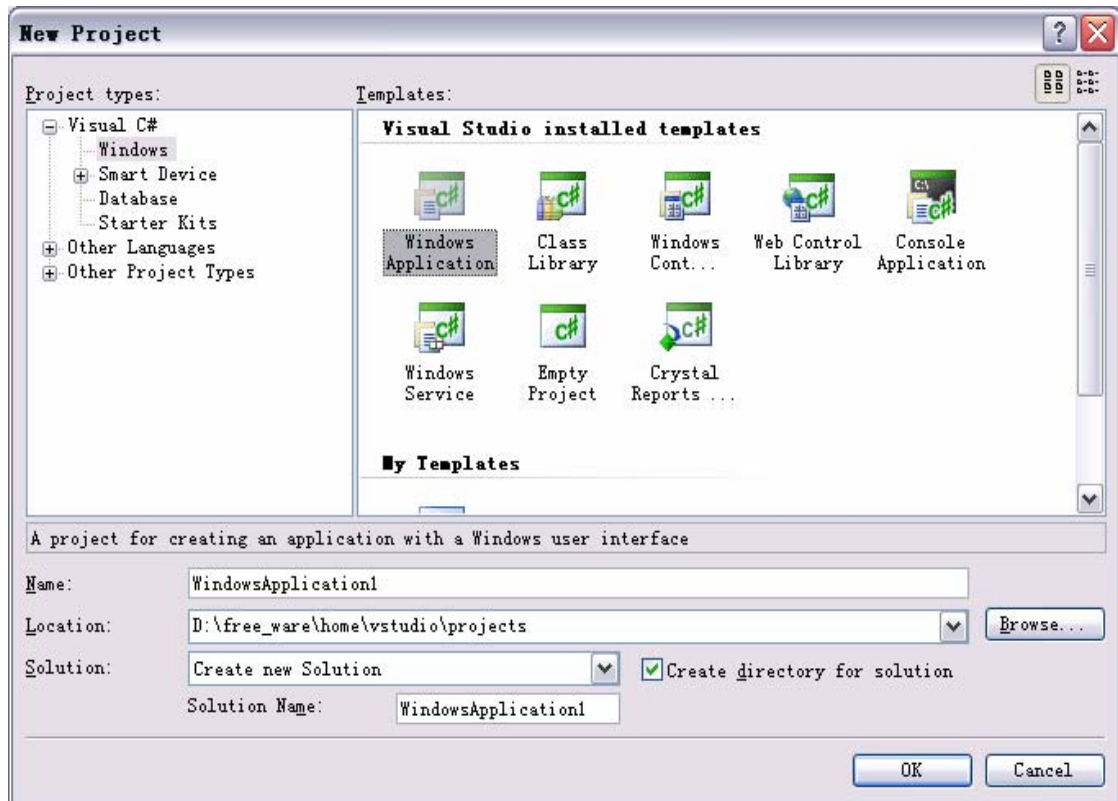 New Project
Project types:
Templates:
Visual C#
Windows
Smart Device
Database
Starter Kits
Other Languages
Other Project Types
Visual Studio installed templates
Windows Application
Class Library
Windows Cont...
Web Control Library
Console Application
Windows Service
Empty Project
Crystal Reports ...
My Templates
A project for creating an application with a Windows user interface
Name:
WindowsApplication1
Location:
D:\free_ware\home\vstudio\projects
Browse...
Solution:
Create new Solution
Create directory for solution
Solution Name:
WindowsApplication1
OK
Cancel